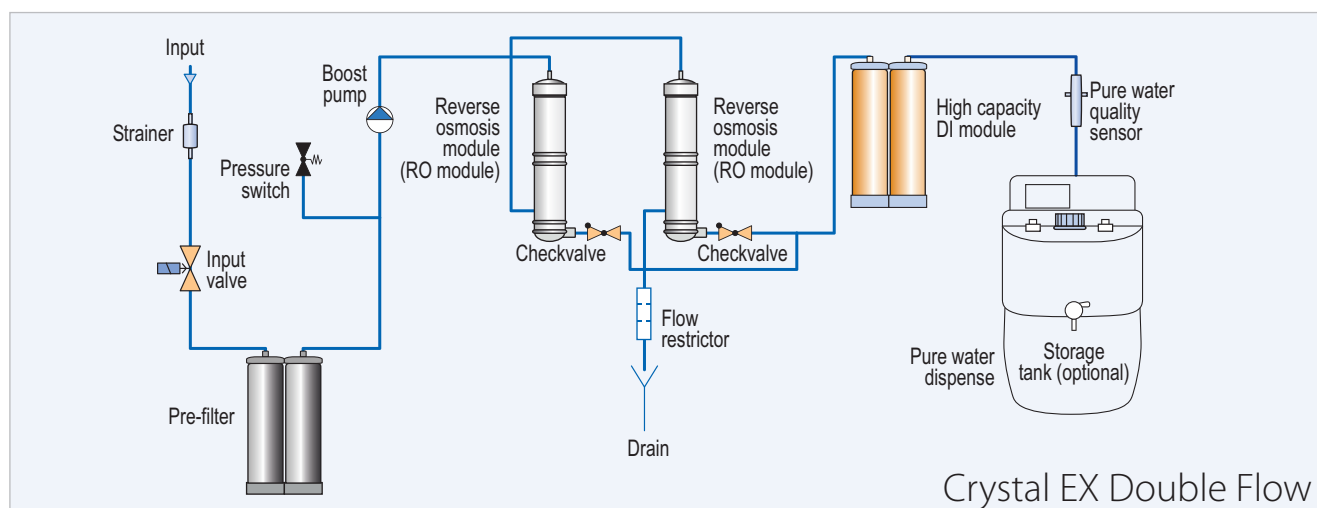 Input
Strainer
Input
valve
Pre-filter
Pressure
switch
Boost
pump
Reverse
osmosis
module
(RO module)
Checkvalve
Reverse
osmosis
module
(RO module)
Checkvalve
Flow
restrictor
Drain
High capacity
DI module
Pure water
quality
sensor
Pure water
dispense
Storage
tank (optional)
Crystal EX Double Flow